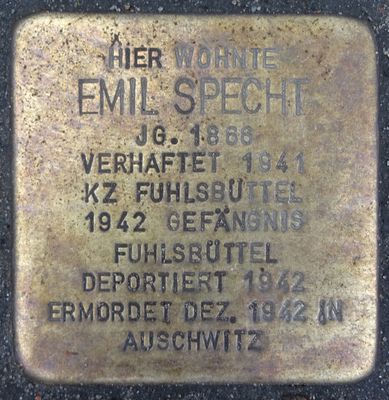 HIER WOHNTE
EMIL SPECHT
JG. 1868
VERHAFTET 1941
KZ FUHLSBÜTTEL
1942 GEFÄNGNIS
FUHLSBÜTTEL
DEPORTIERT 1942
ERMORDET DEZ. 1942 IN
AUSCHWITZ